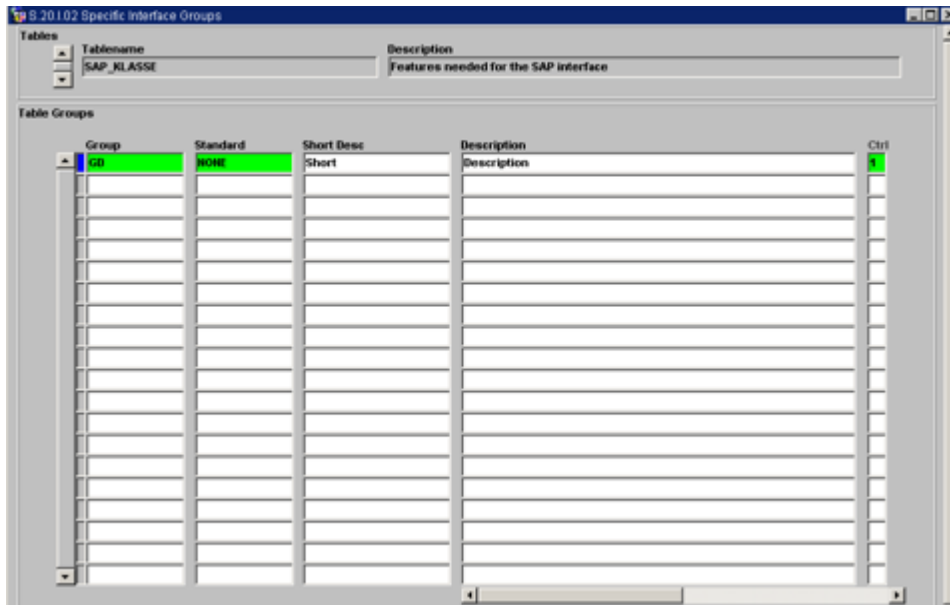 S.20.I.02 Specific Interface Groups
Tables
Tablename Description
SAP_KLASSE Features needed for the SAP interface
Table Groups
Group Standard Short Desc Description Ctrl
GD NONE Short Description 1